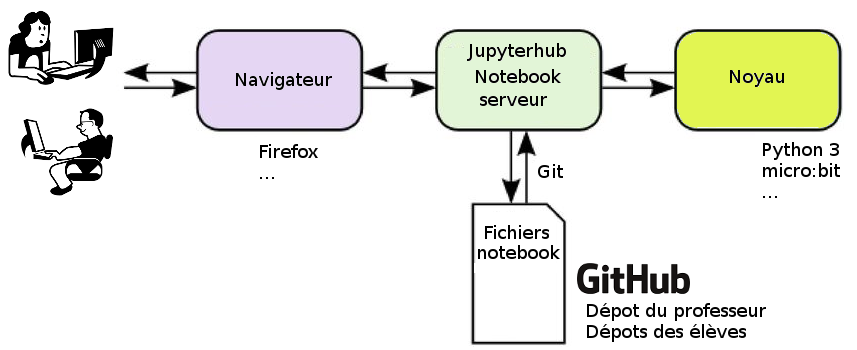 Navigateur
Firefox
...
Jupyterhub
Notebook
serveur
Noyau
Python 3
micro:bit
...
Git
Fichiers
notebook
GitHub
Dépot du professeur
Dépots des élèves